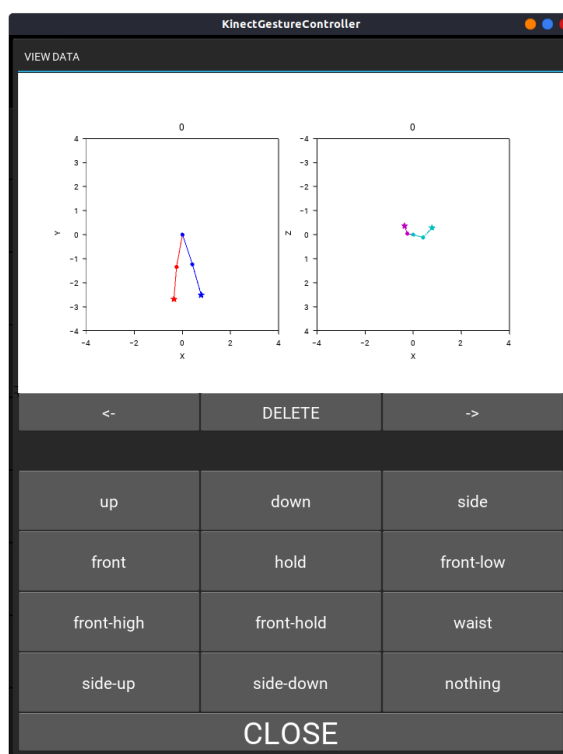 KinectGestureController
VIEW DATA
0
4
3
2
1
0
−1
−2
−3
−4
Y
−4 −2 0 2 4
X
0
−4
−3
−2
−1
0
1
2
3
4
Z
−4 −2 0 2 4
X
<- DELETE ->
up down side
front hold front-low
front-high front-hold waist
side-up side-down nothing
CLOSE